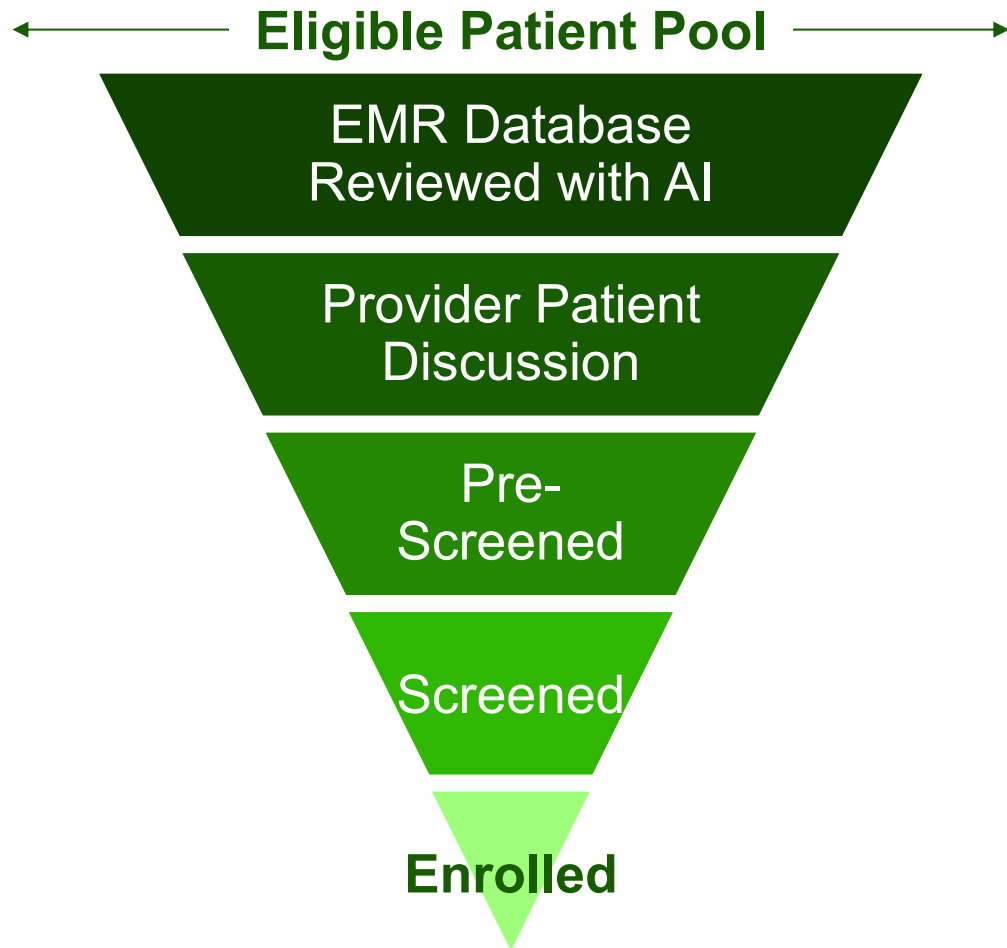 Eligible Patient Pool
EMR Database
Reviewed with AI
Provider Patient
Discussion
Pre-
Screened
Screened
Enrolled